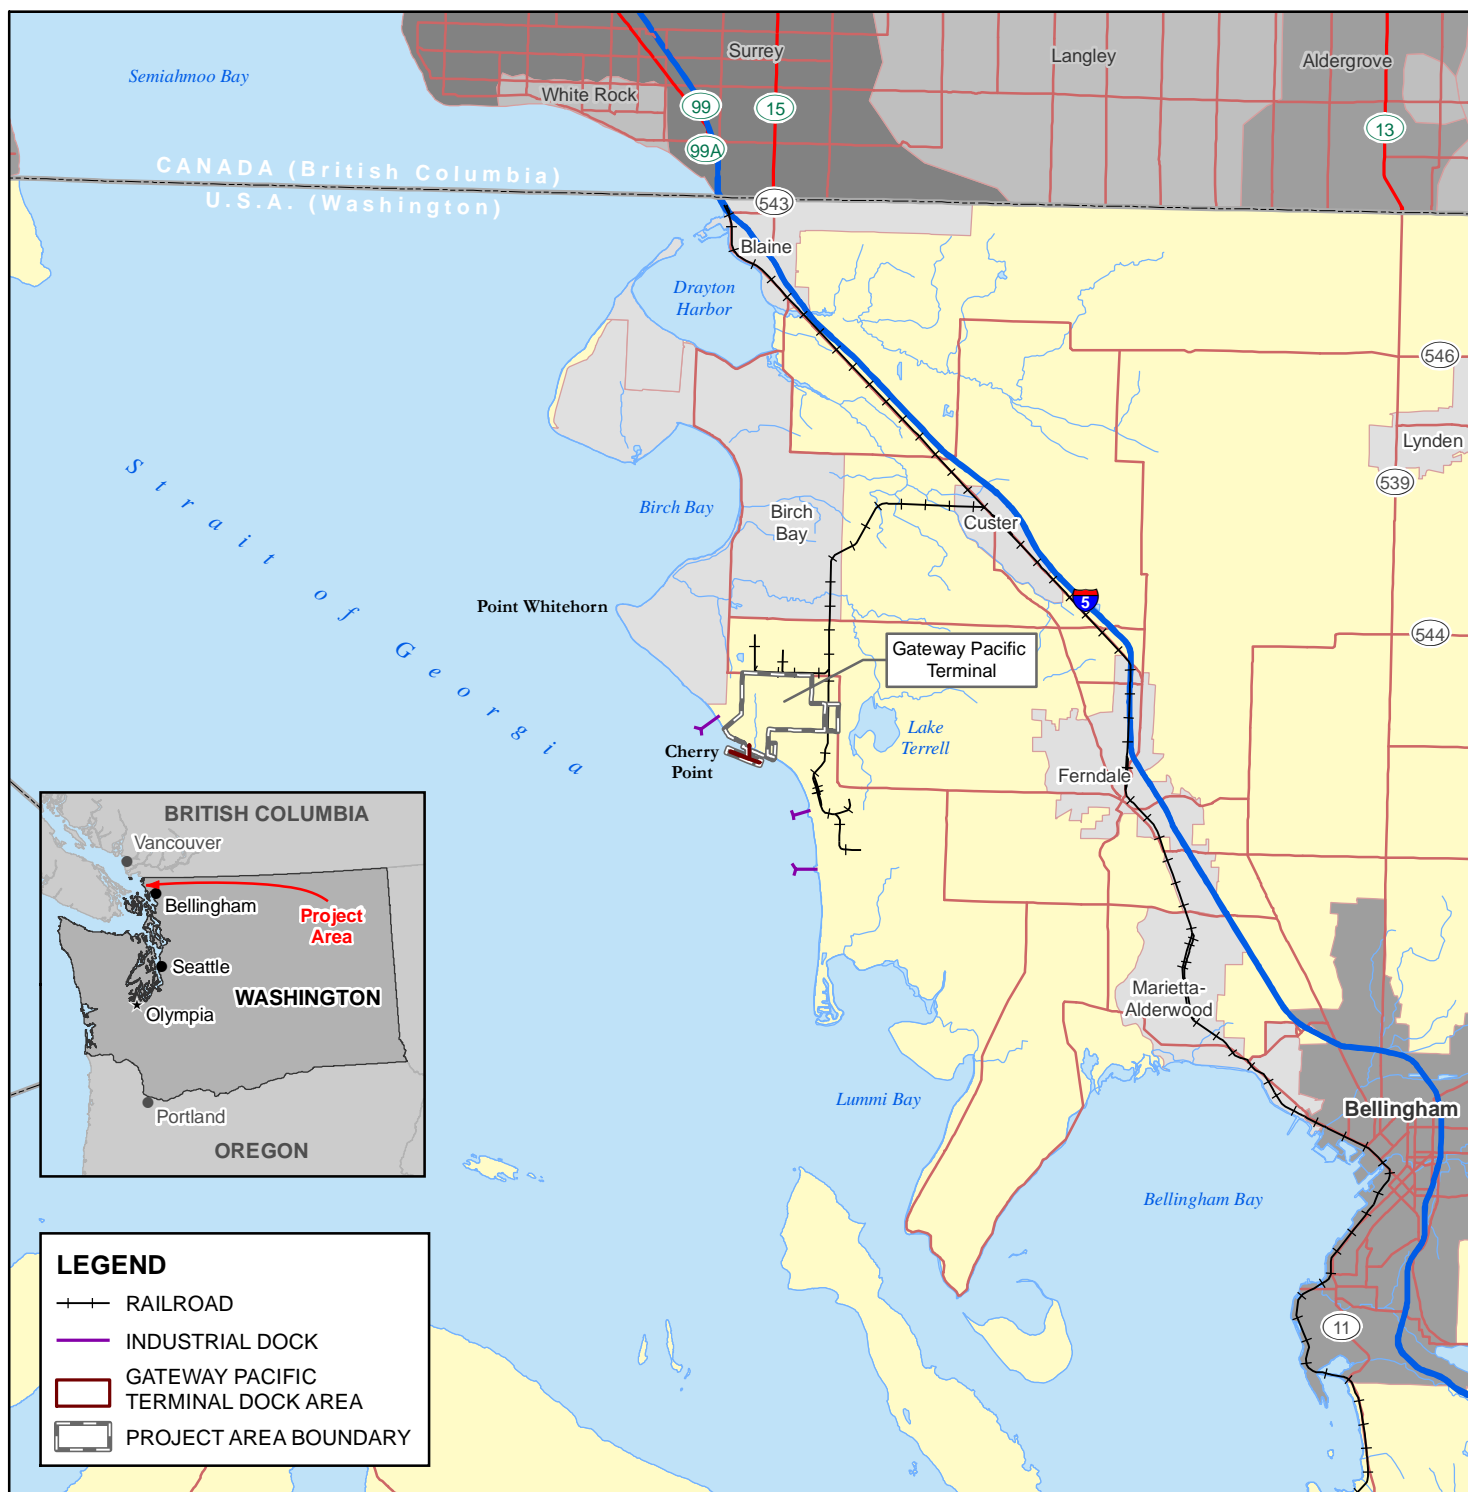 Semiahmoo Bay
Surrey
Langley
Aldergrove
White Rock
99
15
99A
13
CANADA (British Columbia)
U.S.A. (Washington)
543
Blaine
Drayton
Harbor
546
Lynden
539
Strait of Georgia
Birch Bay
Birch
Bay
Custer
Point Whitehorn
5
544
Gateway Pacific
Terminal
Lake
Terrell
Cherry
Point
Ferndale
BRITISH COLUMBIA
Vancouver
Bellingham
Project
Area
Seattle
WASHINGTON
Olympia
Portland
OREGON
Marietta-
Alderwood
Lummi Bay
Bellingham
Bellingham Bay
11
LEGEND
RAILROAD
INDUSTRIAL DOCK
GATEWAY PACIFIC
TERMINAL DOCK AREA
PROJECT AREA BOUNDARY